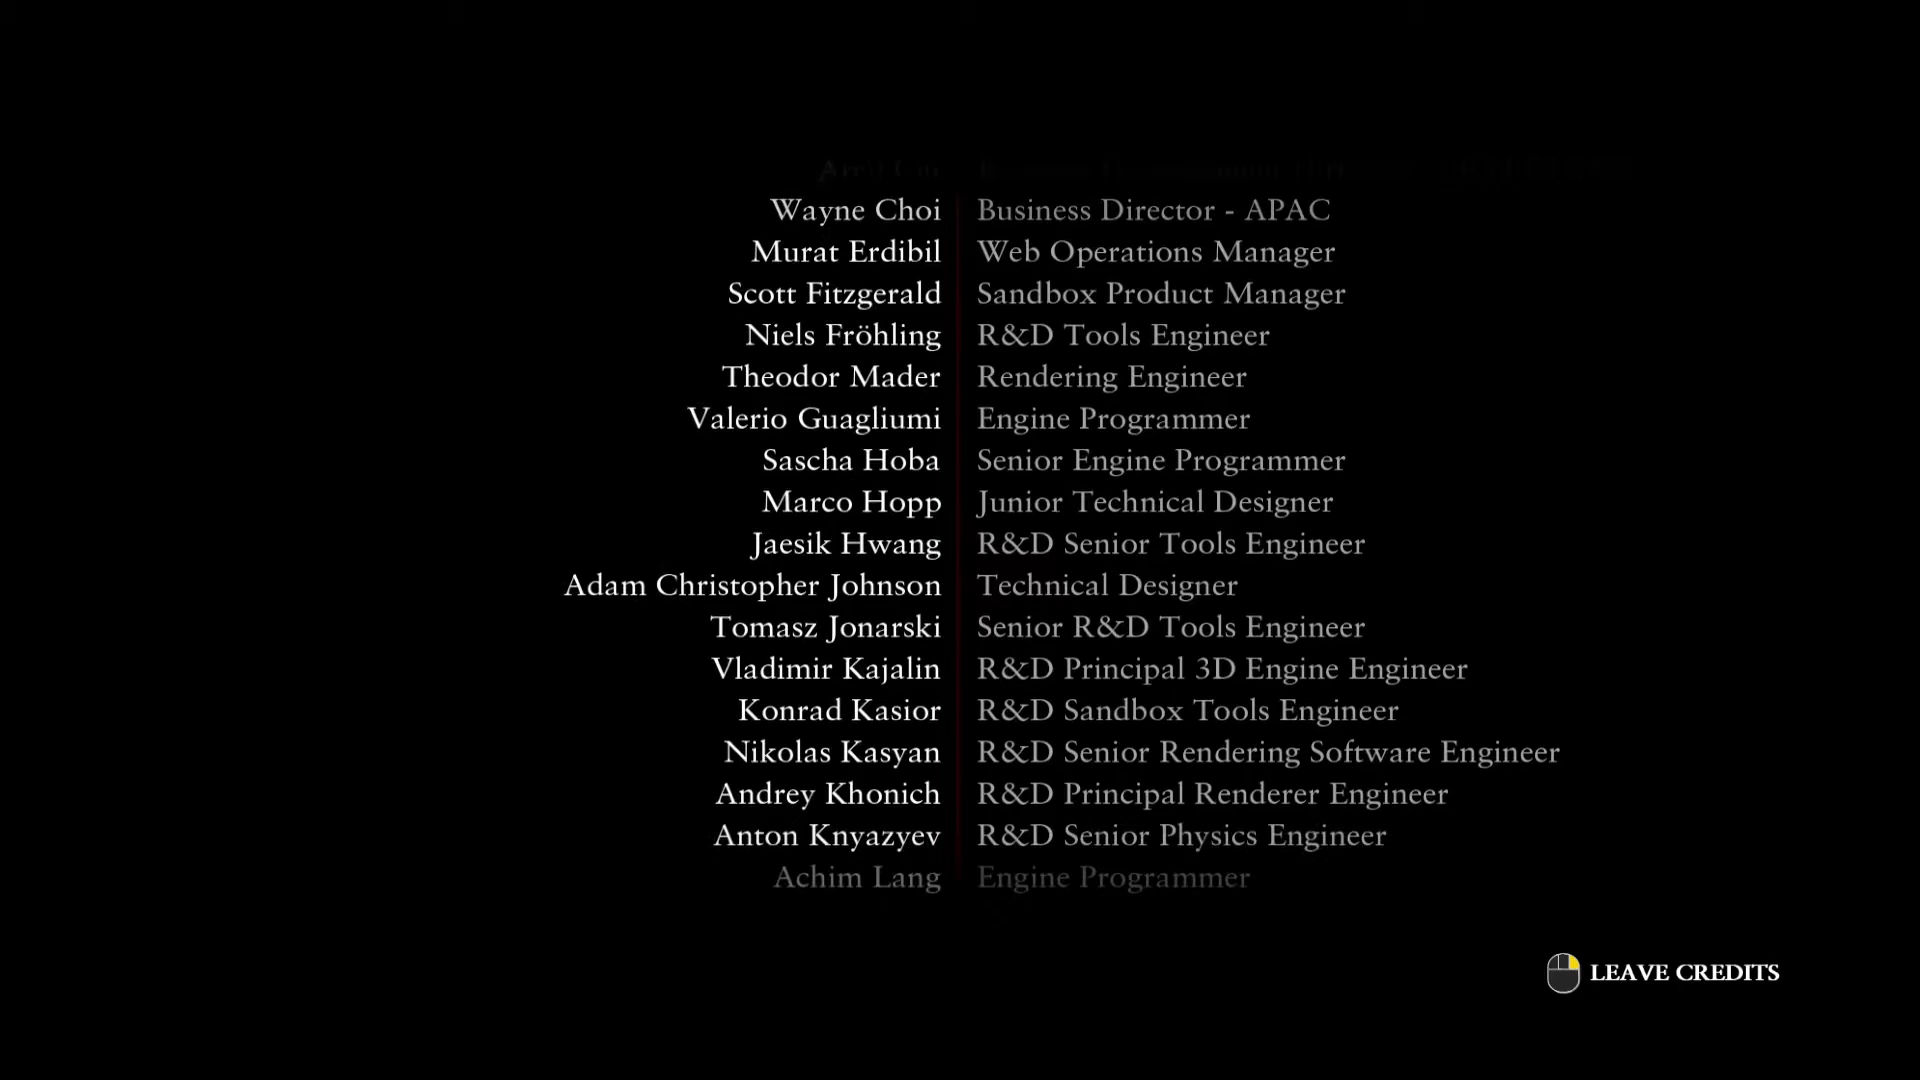 Wayne Choi Business Director - APAC
Murat Erdibil Web Operations Manager
Scott Fitzgerald Sandbox Product Manager
Niels Fröhling R&D Tools Engineer
Theodor Mader Rendering Engineer
Valerio Guagliumi Engine Programmer
Sascha Hoba Senior Engine Programmer
Marco Hopp Junior Technical Designer
Jaesik Hwang R&D Senior Tools Engineer
Adam Christopher Johnson Technical Designer
Tomasz Jonarski Senior R&D Tools Engineer
Vladimir Kajalin R&D Principal 3D Engine Engineer
Konrad Kasior R&D Sandbox Tools Engineer
Nikolas Kasyan R&D Senior Rendering Software Engineer
Andrey Khonich R&D Principal Renderer Engineer
Anton Knyazyev R&D Senior Physics Engineer
Achim Lang Engine Programmer
LEAVE CREDITS